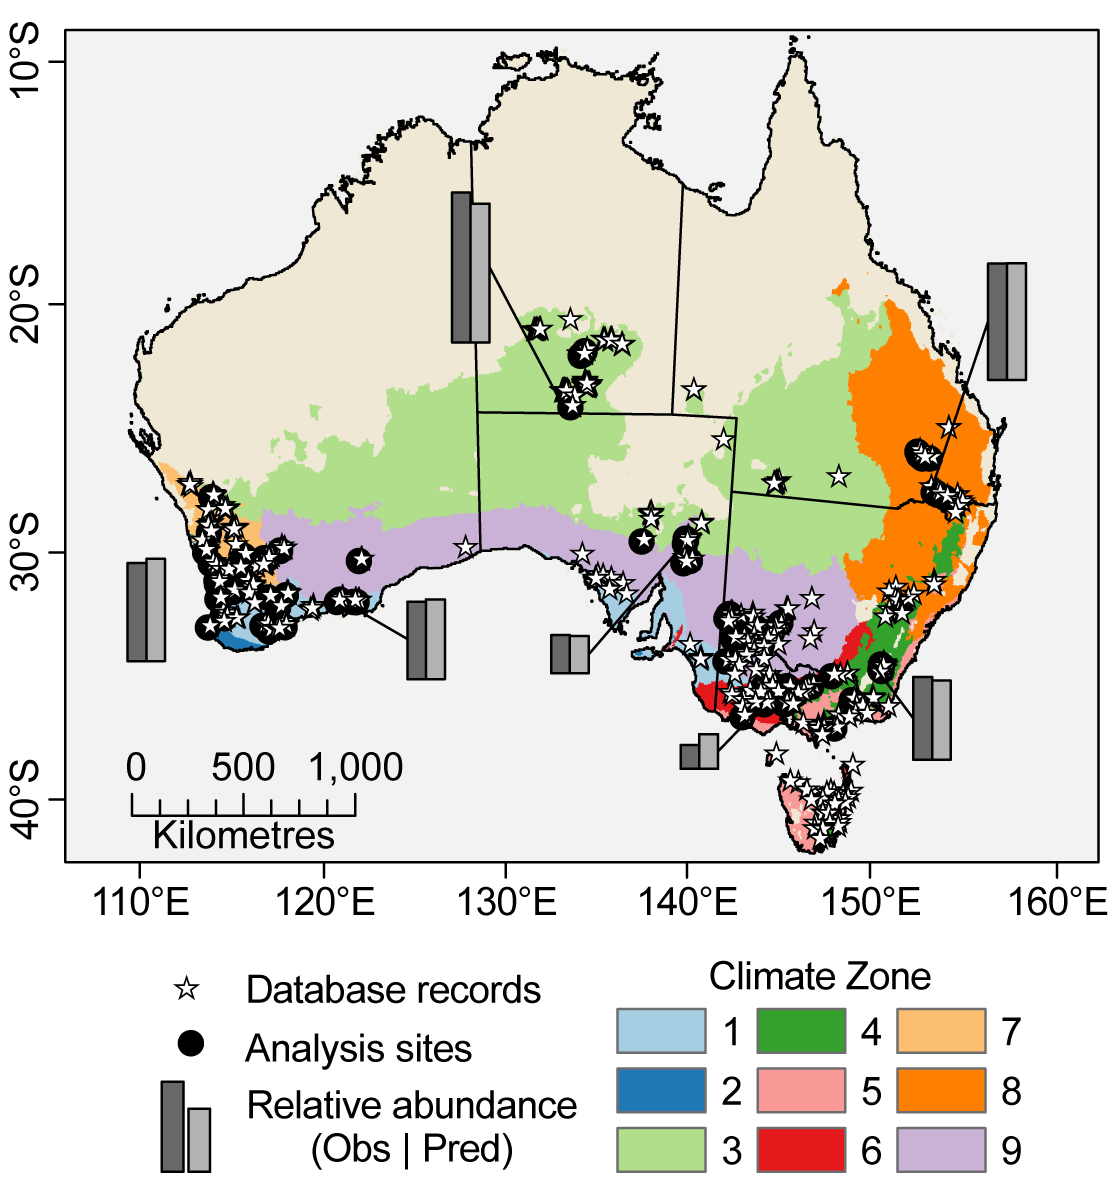 10°S
20°S
30°S
40°S
0 500 1,000
Kilometres
110°E 120°E 130°E 140°E 150°E 160°E
Database records
Analysis sites
Relative abundance
(Obs | Pred)
Climate Zone
1 4 7
2 5 8
3 6 9